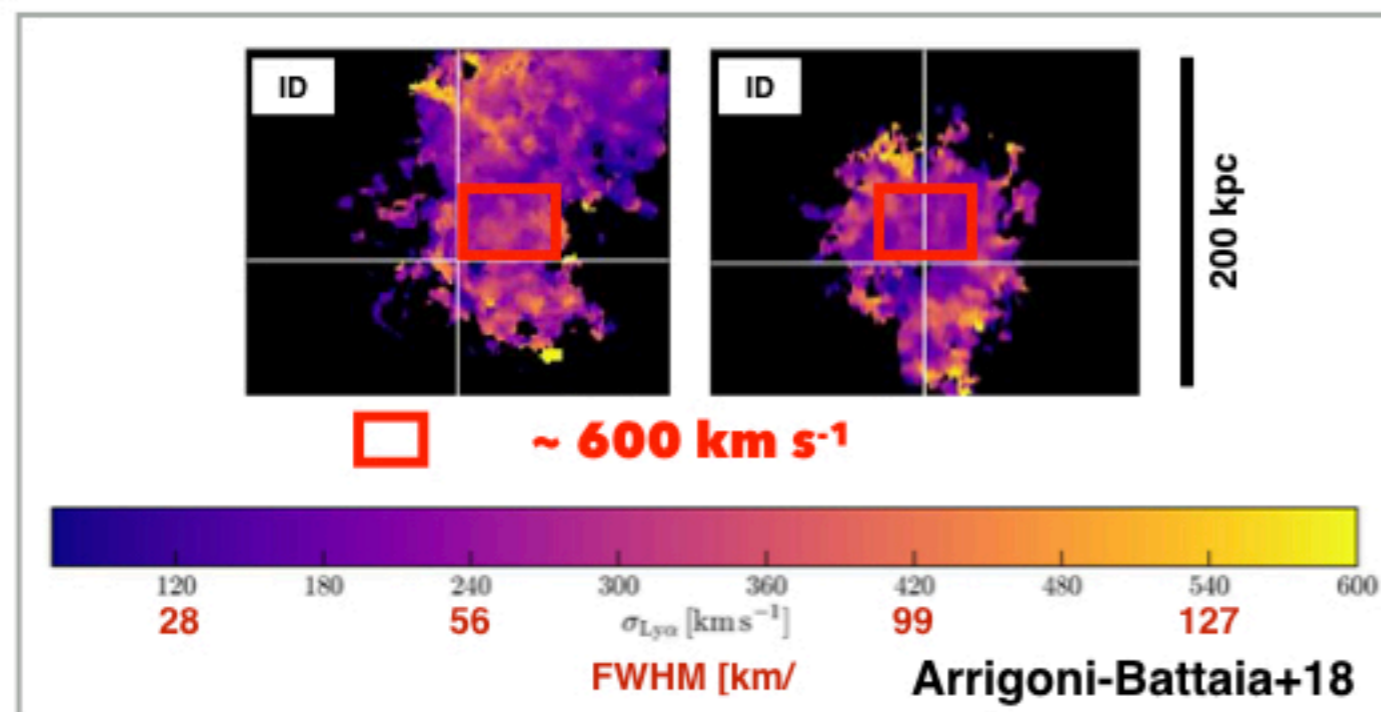 ID
ID
200 kpc
~ 600 km s-1
120 180 240 300 360 420 480 540 600
28 56 σLyα [km s−1] 99 127
FWHM [km/
Arrigoni-Battaia+18